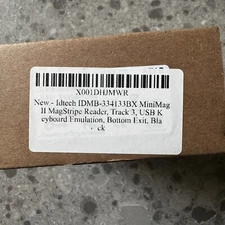 X001DHJMWR
New - Idtech IDMB-334133BX MiniMag
II MagStripe Reader, Track 3, USB K
eyboard Emulation, Bottom Exit, Bla
ck